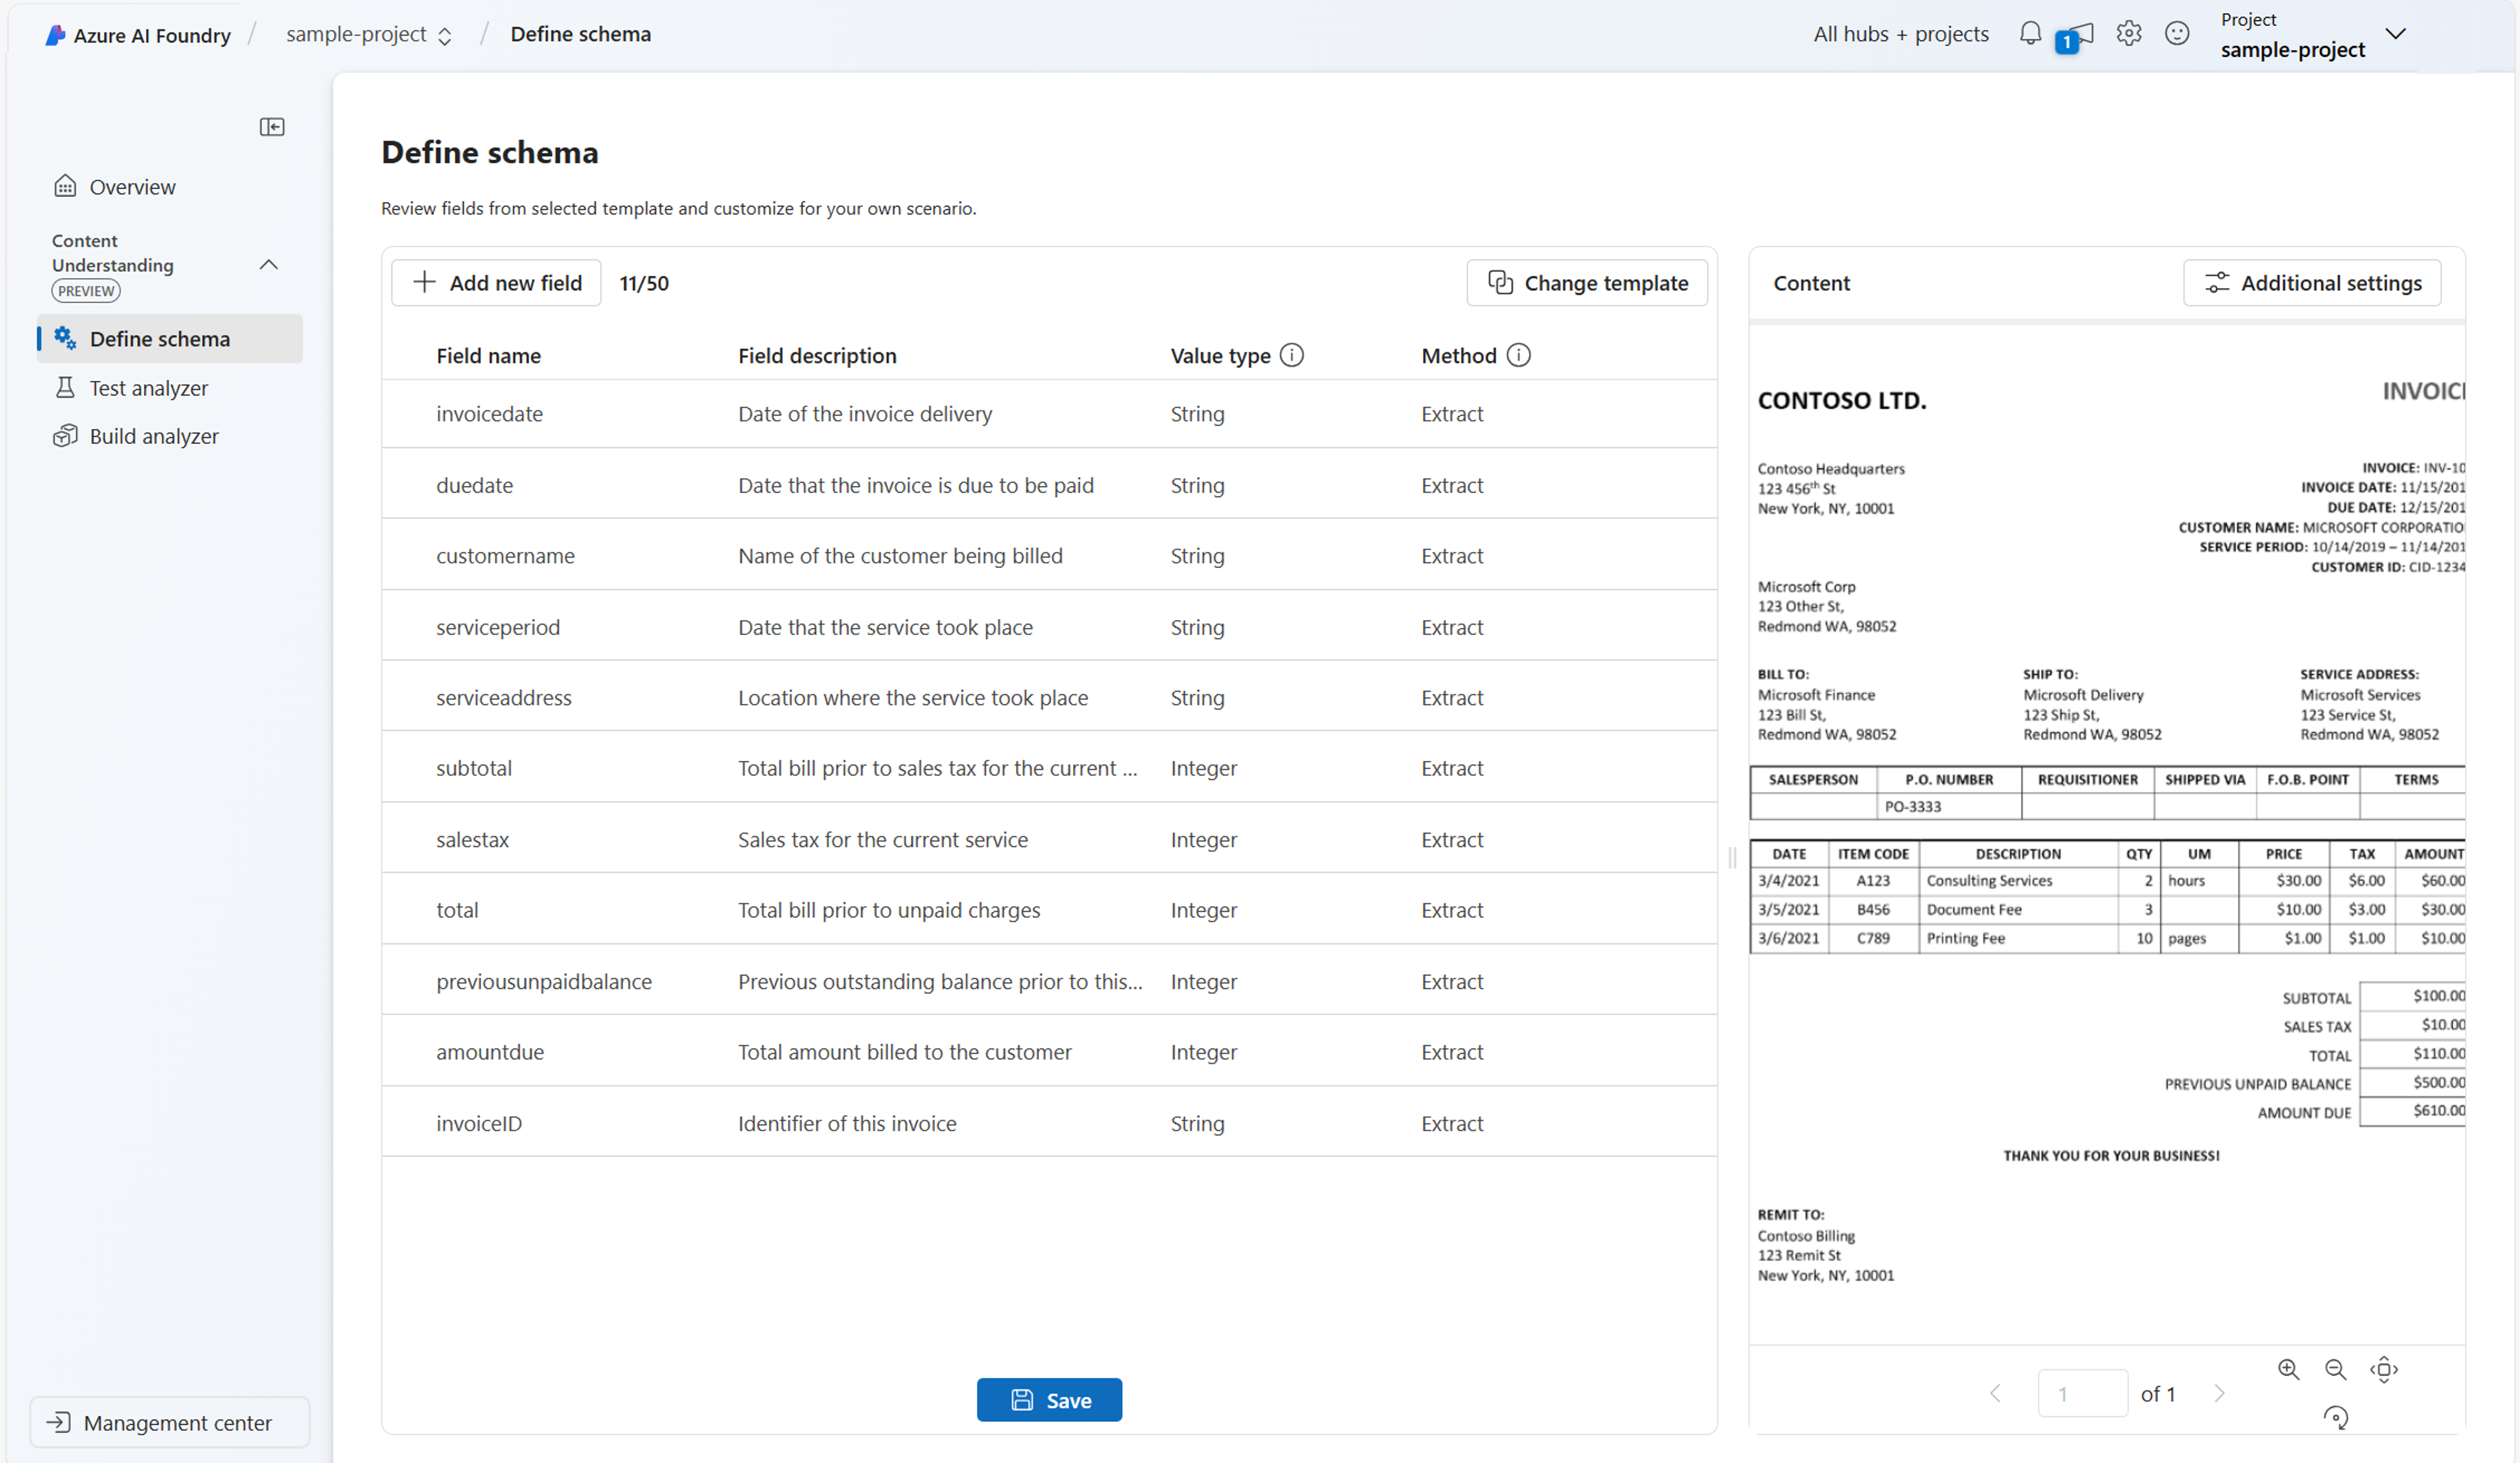 Azure AI Foundry / sample-project / Define schema
All hubs + projects
1
Project
sample-project
Overview
Content
Understanding
PREVIEW
Define schema
Test analyzer
Build analyzer
Management center
Define schema
Review fields from selected template and customize for your own scenario.
Add new field 11/50 Change template
Field name Field description Value type Method
invoicedate Date of the invoice delivery String Extract
duedate Date that the invoice is due to be paid String Extract
customername Name of the customer being billed String Extract
serviceperiod Date that the service took place String Extract
serviceaddress Location where the service took place String Extract
subtotal Total bill prior to sales tax for the current ... Integer Extract
salestax Sales tax for the current service Integer Extract
total Total bill prior to unpaid charges Integer Extract
previousunpaidbalance Previous outstanding balance prior to this... Integer Extract
amountdue Total amount billed to the customer Integer Extract
invoiceID Identifier of this invoice String Extract
Save
Content Additional settings
CONTOSO LTD. INVOICE
Contoso Headquarters
123 456th St
New York, NY, 10001
INVOICE: INV-10
INVOICE DATE: 11/15/201
DUE DATE: 12/15/201
CUSTOMER NAME: MICROSOFT CORPORATIO
SERVICE PERIOD: 10/14/2019 – 11/14/201
CUSTOMER ID: CID-1234
Microsoft Corp
123 Other St,
Redmond WA, 98052
BILL TO:
Microsoft Finance
123 Bill St,
Redmond WA, 98052
SHIP TO:
Microsoft Delivery
123 Ship St,
Redmond WA, 98052
SERVICE ADDRESS:
Microsoft Services
123 Service St,
Redmond WA, 98052
SALESPERSON P.O. NUMBER REQUISITIONER SHIPPED VIA F.O.B. POINT TERMS
PO-3333
DATE ITEM CODE DESCRIPTION QTY UM PRICE TAX AMOUNT
3/4/2021 A123 Consulting Services 2 hours $30.00 $6.00 $60.00
3/5/2021 B456 Document Fee 3 $10.00 $3.00 $30.00
3/6/2021 C789 Printing Fee 10 pages $1.00 $1.00 $10.00
SUBTOTAL $100.00
SALES TAX $10.00
TOTAL $110.00
PREVIOUS UNPAID BALANCE $500.00
AMOUNT DUE $610.00
THANK YOU FOR YOUR BUSINESS!
REMIT TO:
Contoso Billing
123 Remit St
New York, NY, 10001
1 of 1